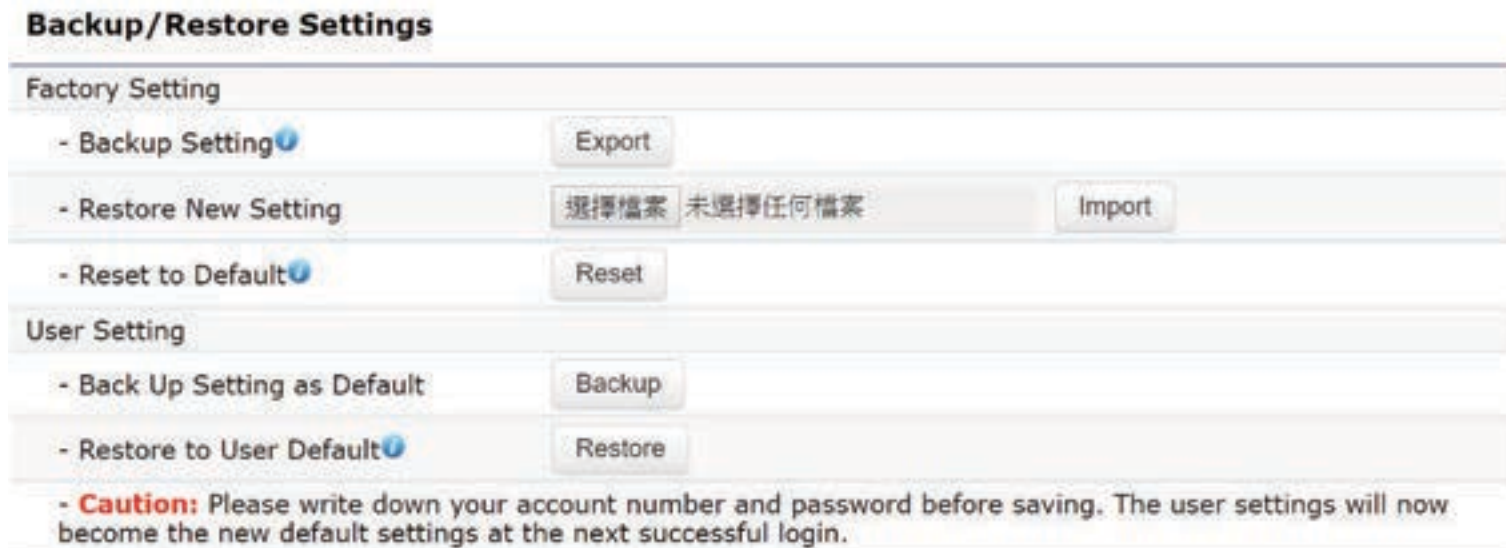 Backup/Restore Settings
Factory Setting
- Backup Setting Export
- Restore New Setting 選擇檔案 未選擇任何檔案 Import
- Reset to Default Reset
User Setting
- Back Up Setting as Default Backup
- Restore to User Default Restore
- Caution: Please write down your account number and password before saving. The user settings will now
become the new default settings at the next successful login.